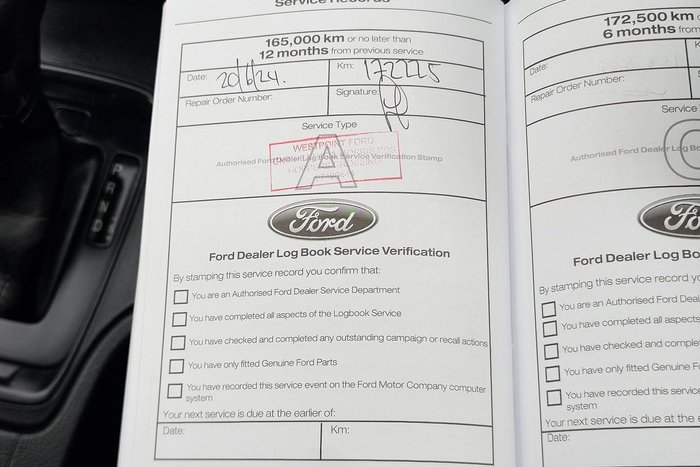 Service Records
165,000 km or no later than
12 months from previous service
Date: 20/6/24.
Km: 172225
Repair Order Number:
Signature:
Service Type
A
Authorised Ford Dealer Log Book Service Verification Stamp
WESTPOINT FORD
Ford
Ford Dealer Log Book Service Verification
By stamping this service record you confirm that:
You are an Authorised Ford Dealer Service Department
You have completed all aspects of the Logbook Service
You have checked and completed any outstanding campaign or recall actions
You have only fitted Genuine Ford Parts
You have recorded this service event on the Ford Motor Company computer
system
Your next service is due at the earlier of:
Date:
Km:
172,500 km
6 months from
Date:
Repair Order Number:
Service
Authorised Ford Dealer Log Bo
Ford
Ford Dealer Log Bo
By stamping this service record yo
You are an Authorised Ford Deal
You have completed all aspects
You have checked and comple
You have only fitted Genuine F
You have recorded this service
system
Your next service is due at the e
Date:
P
R
N
D